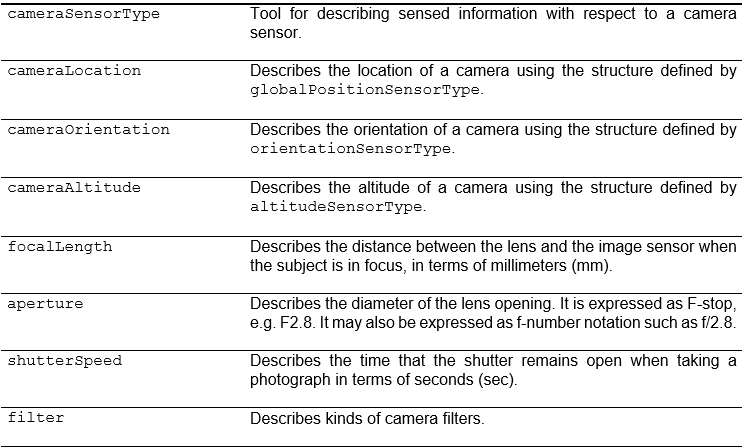 cameraSensorType Tool for describing sensed information with respect to a camera
sensor.
cameraLocation Describes the location of a camera using the structure defined by
globalPositionSensorType.
cameraOrientation Describes the orientation of a camera using the structure defined by
orientationSensorType.
cameraAltitude Describes the altitude of a camera using the structure defined by
altitudeSensorType.
focalLength Describes the distance between the lens and the image sensor when
the subject is in focus, in terms of millimeters (mm).
aperture Describes the diameter of the lens opening. It is expressed as F-stop,
e.g. F2.8. It may also be expressed as f-number notation such as f/2.8.
shutterSpeed Describes the time that the shutter remains open when taking a
photograph in terms of seconds (sec).
filter Describes kinds of camera filters.